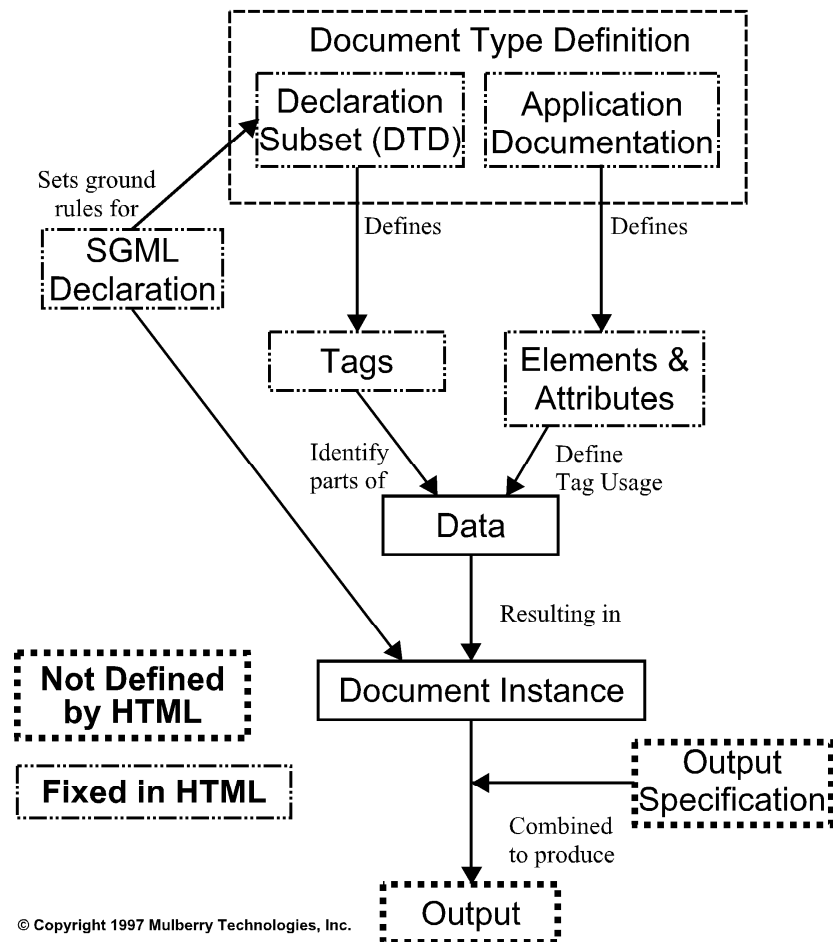 Document Type Definition
Declaration
Subset (DTD)
Application
Documentation
Sets ground
rules for
Defines
Defines
SGML
Declaration
Tags
Elements &
Attributes
Identify
parts of
Define
Tag Usage
Data
Resulting in
Not Defined
by HTML
Document Instance
Fixed in HTML
Output
Specification
Combined
to produce
Output
© Copyright 1997 Mulberry Technologies, Inc.